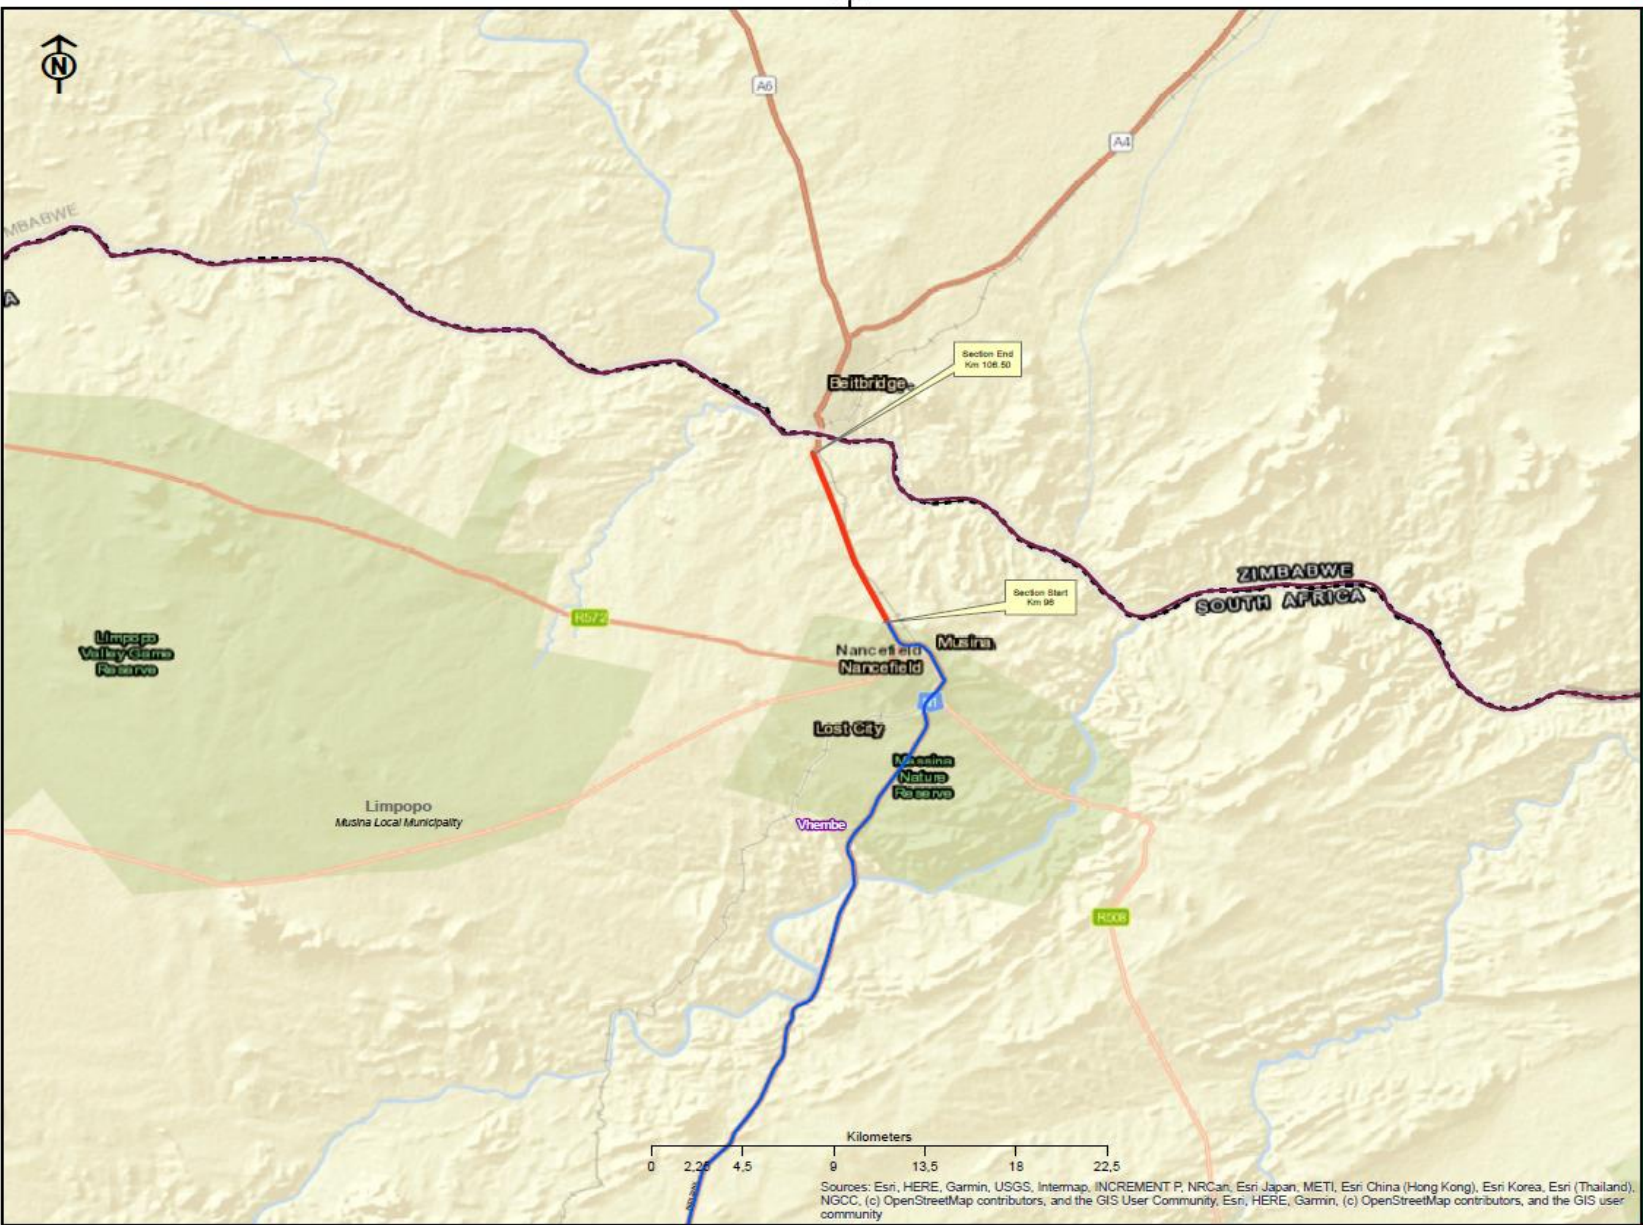 N
A6
A4
MBABWE
A
Section End
Km 106.50
Beitbridge
ZIMBABWE
SOUTH AFRICA
Section Start
Km 96
R572
Limpopo
Valley Game
Reserve
Nancefield
Musina
Nancefield
Lost City
Messina
Nature
Reserve
Limpopo
Musina Local Municipality
Vhembe
R508
Kilometers
0 2,25 4,5 9 13,5 18 22,5
Sources: Esri, HERE, Garmin, USGS, Intermap, INCREMENT P, NRCan, Esri Japan, METI, Esri China (Hong Kong), Esri Korea, Esri (Thailand),
NGCC, (c) OpenStreetMap contributors, and the GIS User Community, Esri, HERE, Garmin, (c) OpenStreetMap contributors, and the GIS user
community